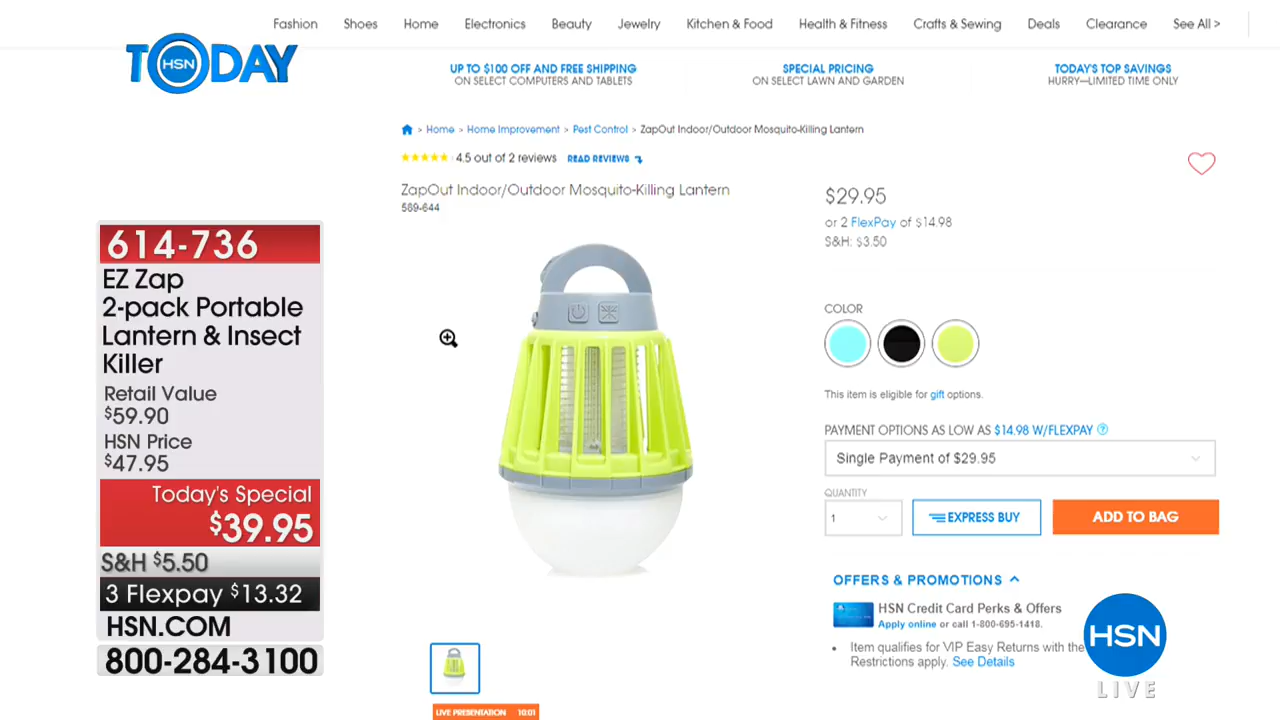 Fashion Shoes Home Electronics Beauty Jewelry Kitchen & Food Health & Fitness Crafts & Sewing Deals Clearance See All >
TODAY
HSN
UP TO $100 OFF AND FREE SHIPPING
ON SELECT COMPUTERS AND TABLETS
SPECIAL PRICING
ON SELECT LAWN AND GARDEN
TODAY'S TOP SAVINGS
HURRY—LIMITED TIME ONLY
> Home > Home Improvement > Pest Control > ZapOut Indoor/Outdoor Mosquito-Killing Lantern
4.5 out of 2 reviews READ REVIEWS
ZapOut Indoor/Outdoor Mosquito-Killing Lantern
569-644
$29.95
or 2 FlexPay of $14.98
S&H: $3.50
COLOR
This item is eligible for gift options.
PAYMENT OPTIONS AS LOW AS $14.98 W/FLEXPAY ?
Single Payment of $29.95
QUANTITY
1
EXPRESS BUY
ADD TO BAG
OFFERS & PROMOTIONS
HSN Credit Card Perks & Offers
Apply online or call 1-800-695-1418.
• Item qualifies for VIP Easy Returns with the
Restrictions apply. See Details
614-736
EZ Zap
2-pack Portable
Lantern & Insect
Killer
Retail Value
$59.90
HSN Price
$47.95
Today's Special
$39.95
S&H $5.50
3 Flexpay $13.32
HSN.COM
800-284-3100
LIVE PRESENTATION 10:01
HSN
LIVE